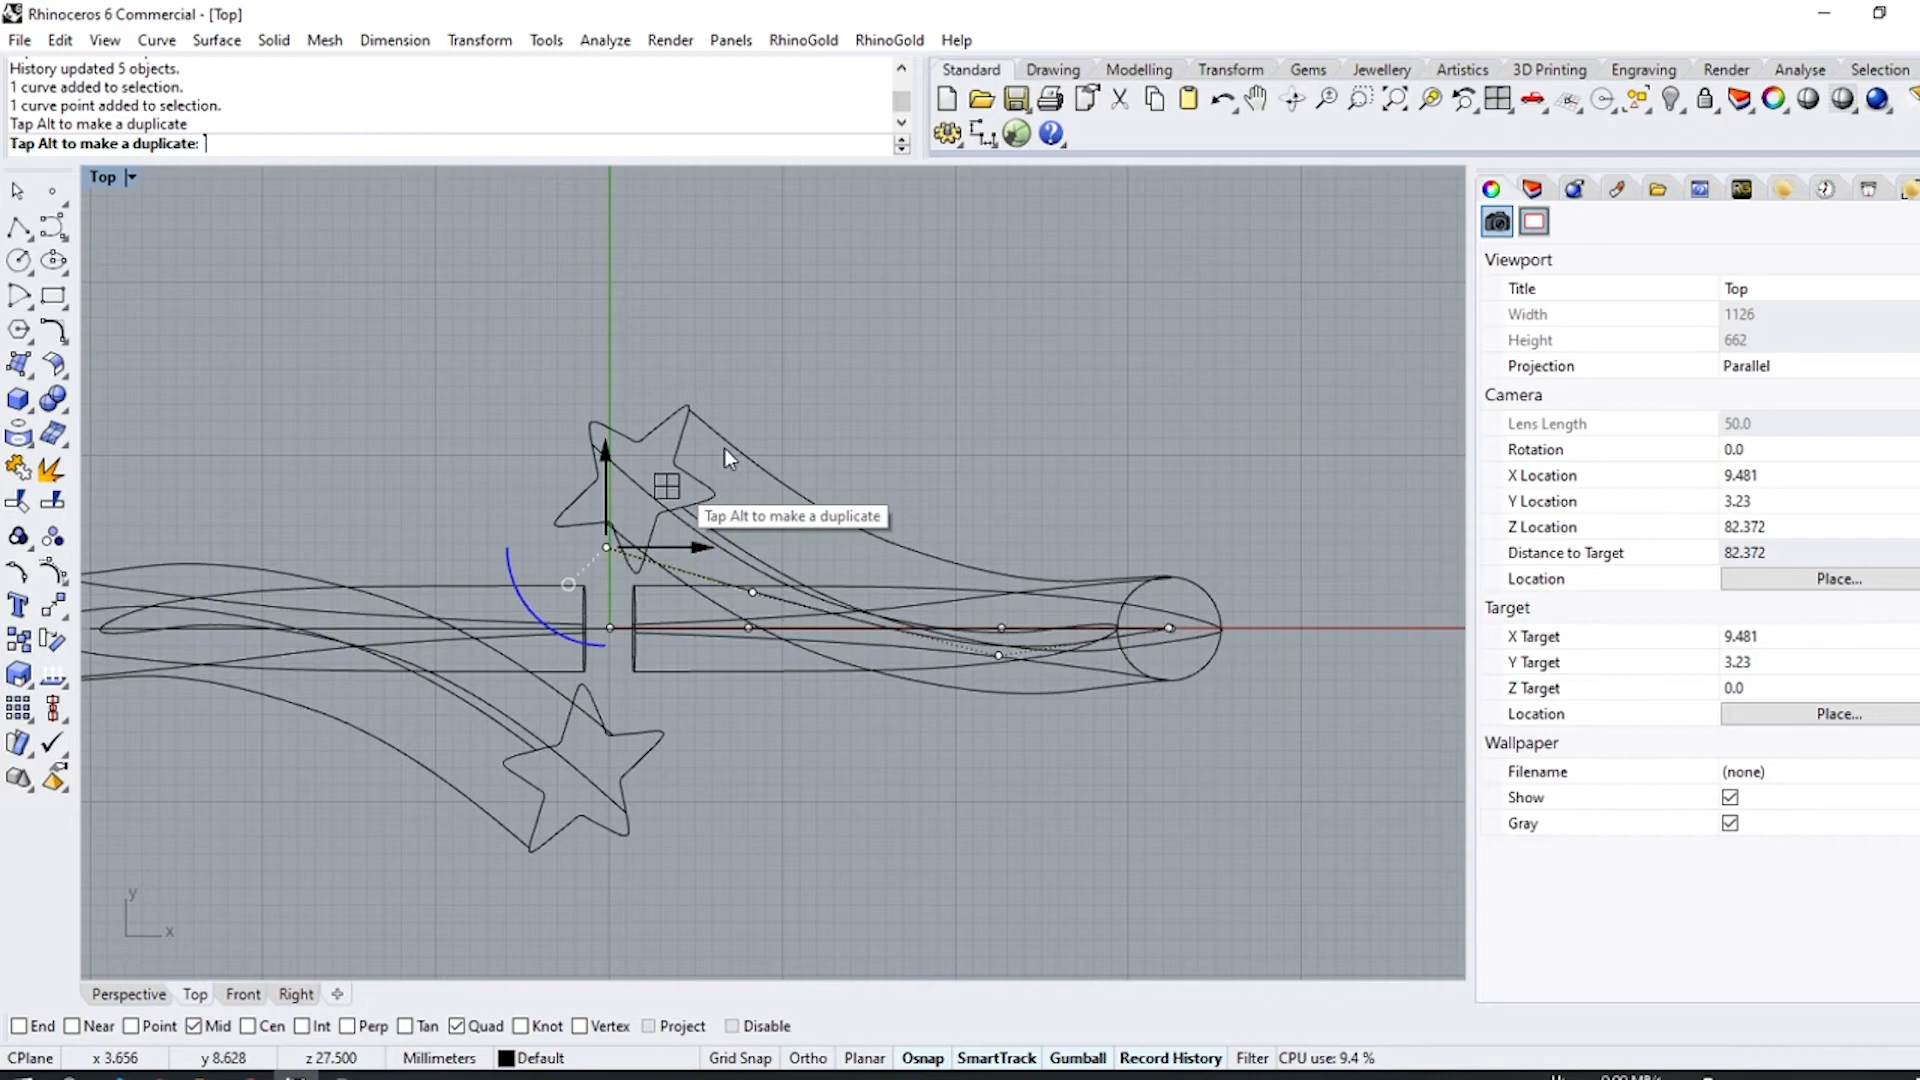 Rhinoceros 6 Commercial - [Top]
File Edit View Curve Surface Solid Mesh Dimension Transform Tools Analyze Render Panels RhinoGold RhinoGold Help
History updated 5 objects.
1 curve added to selection.
1 curve point added to selection.
Tap Alt to make a duplicate
Tap Alt to make a duplicate:
Standard Drawing Modelling Transform Gems Jewellery Artistics 3D Printing Engraving Render Analyse Selection
Top
RG
Viewport
Title Top
Width 1126
Height 662
Projection Parallel
Camera
Lens Length 50.0
Rotation 0.0
X Location 9.481
Y Location 3.23
Z Location 82.372
Distance to Target 82.372
Location Place...
Target
X Target 9.481
Y Target 3.23
Z Target 0.0
Location Place...
Wallpaper
Filename (none)
Show
Gray
Tap Alt to make a duplicate
y
x
Perspective Top Front Right
End Near Point Mid Cen Int Perp Tan Quad Knot Vertex Project Disable
CPlane x 3.656 y 8.628 z 27.500 Millimeters Default Grid Snap Ortho Planar Osnap SmartTrack Gumball Record History Filter CPU use: 9.4 %